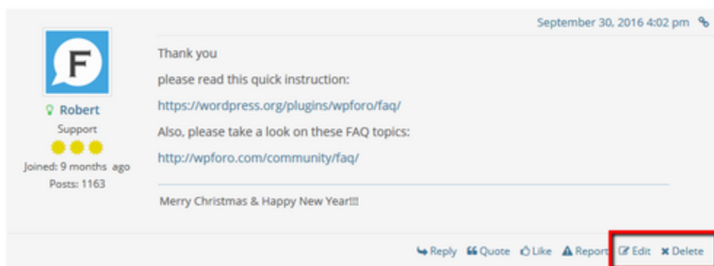 September 30, 2016 4:02 pm
F
Robert
Support
Joined: 9 months ago
Posts: 1163
Thank you
please read this quick instruction:
https://wordpress.org/plugins/wpforo/faq/
Also, please take a look on these FAQ topics:
http://wpforo.com/community/faq/
Merry Christmas & Happy New Year!!!
Reply Quote Like Report Edit Delete